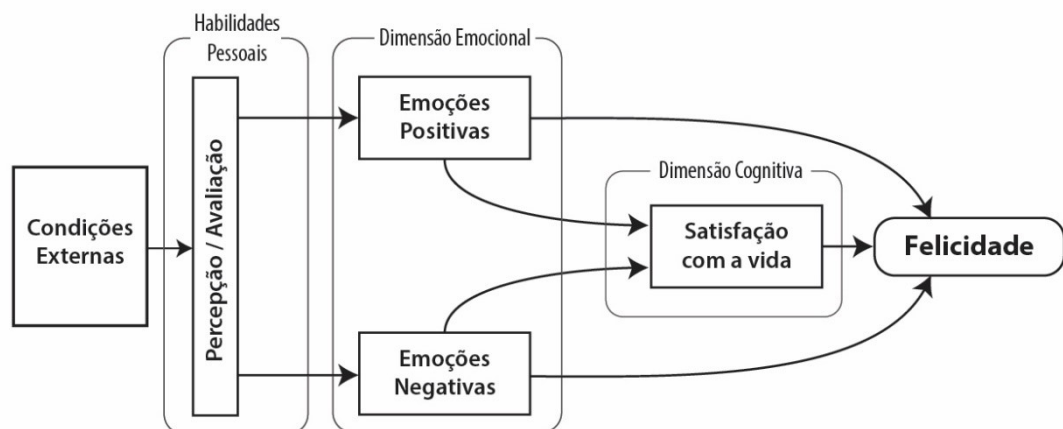 Habilidades
Pessoais
Dimensão Emocional
Condições
Externas
Percepção / Avaliação
Emoções
Positivas
Dimensão Cognitiva
Satisfação
com a vida
Felicidade
Emoções
Negativas